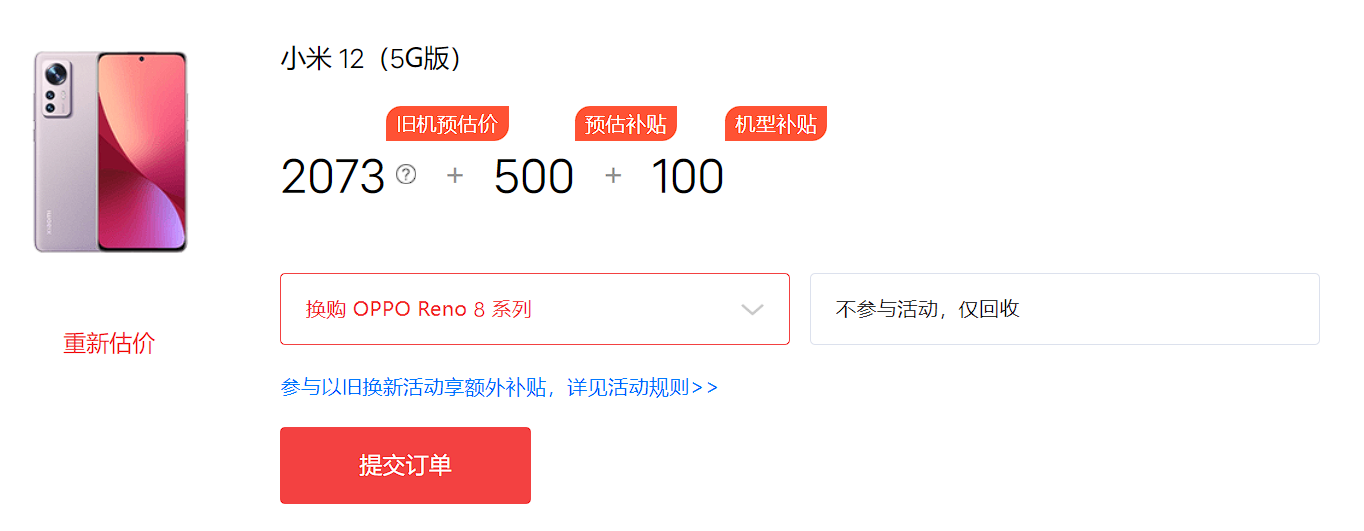 小米 12（5G版）
旧机预估价 预估补贴 机型补贴
2073 ? + 500 + 100
换购 OPPO Reno 8 系列 不参与活动，仅回收
重新估价
参与以旧换新活动享额外补贴，详见活动规则>>
提交订单
xiaomi